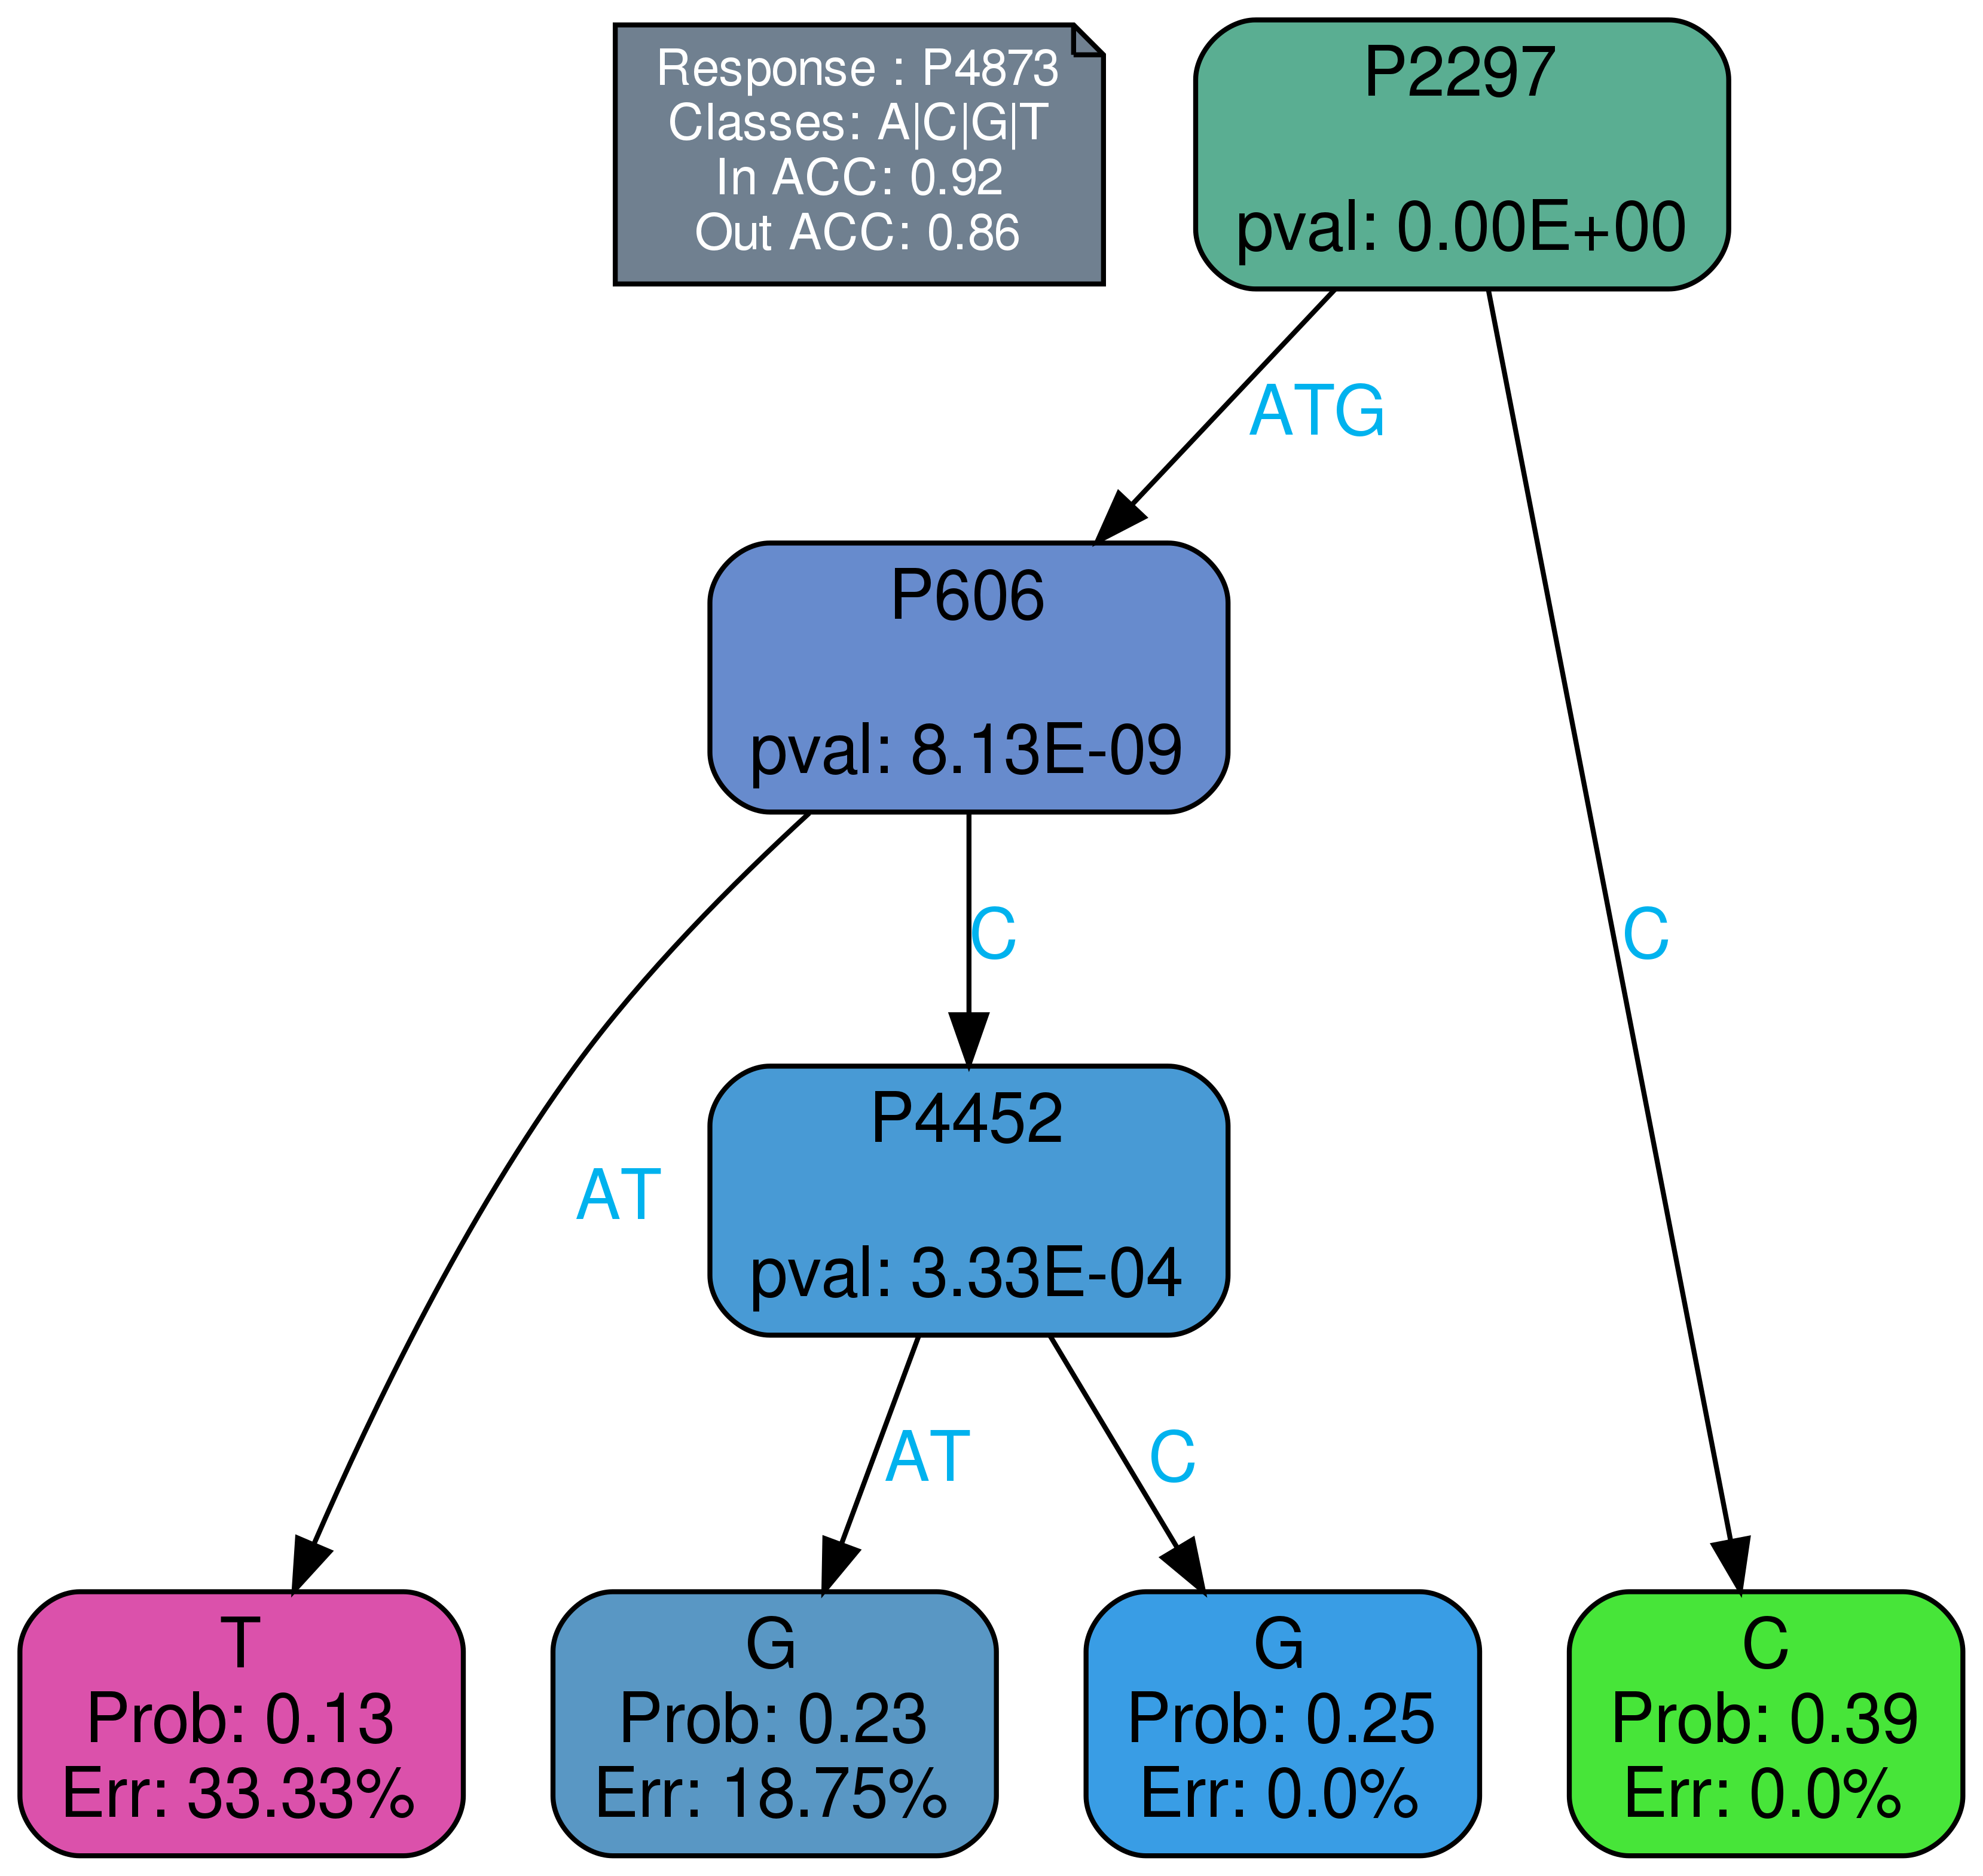 Response : P4873
Classes: A|C|G|T
In ACC: 0.92
Out ACC: 0.86
P2297
pval: 0.00E+00
ATG
P606
pval: 8.13E-09
C
C
P4452
pval: 3.33E-04
AT
AT
C
T
Prob: 0.13
Err: 33.33%
G
Prob: 0.23
Err: 18.75%
G
Prob: 0.25
Err: 0.0%
C
Prob: 0.39
Err: 0.0%